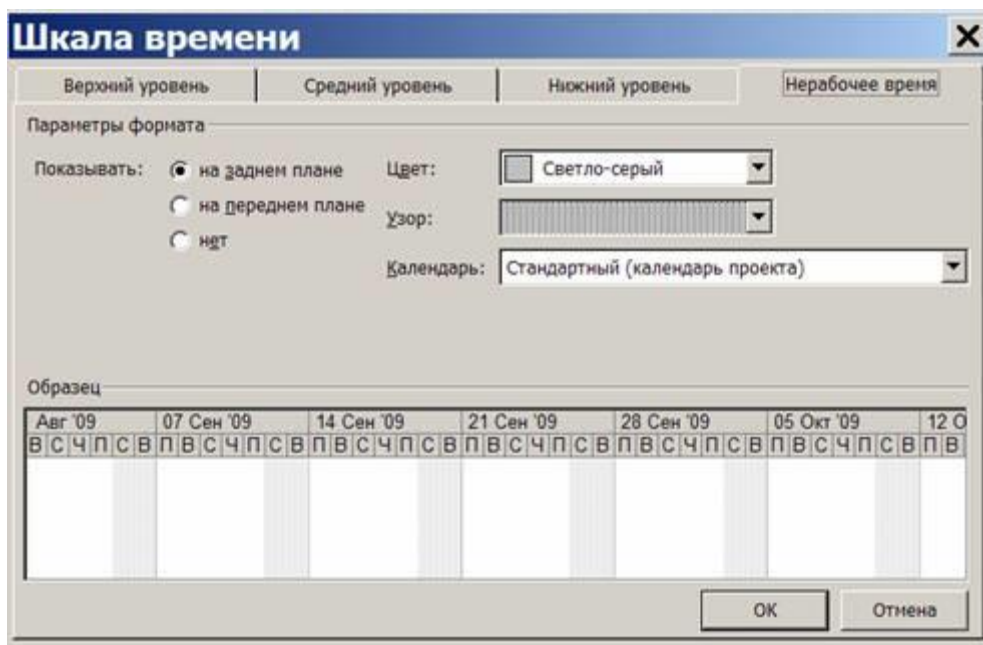 Шкала времени
Верхний уровень Средний уровень Нижний уровень Нерабочее время
Параметры формата
Показывать: на заднем плане Цвет: Светло-серый
на переднем плане Узор:
нет
Календарь: Стандартный (календарь проекта)
Образец
Авг '09 07 Сен '09 14 Сен '09 21 Сен '09 28 Сен '09 05 Окт '09 12 О
В С Ч П С В П В С Ч П С В П В С Ч П С В П В С Ч П С В П В С Ч П С В П В С Ч П С В П В
ОК Отмена